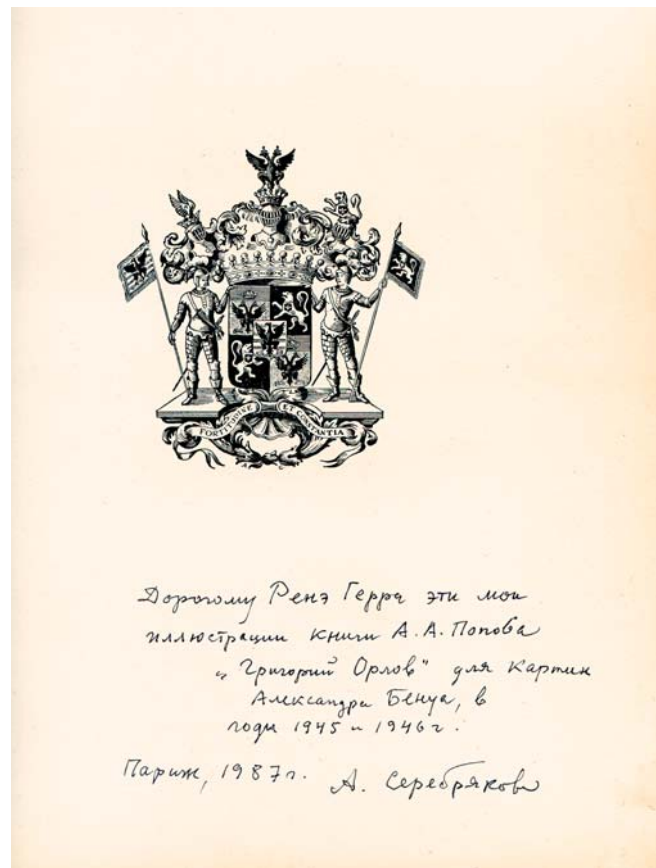 FORTITUDINE ET CONSTANTIA
Дорогому Ренэ Герра эти мои
иллюстрации книги А.А. Попова
„Григорий Орлов" для картин
Александра Бенуа, в
годы 1945 и 1946 г.
Париж, 1987 г. А. Серебрякова